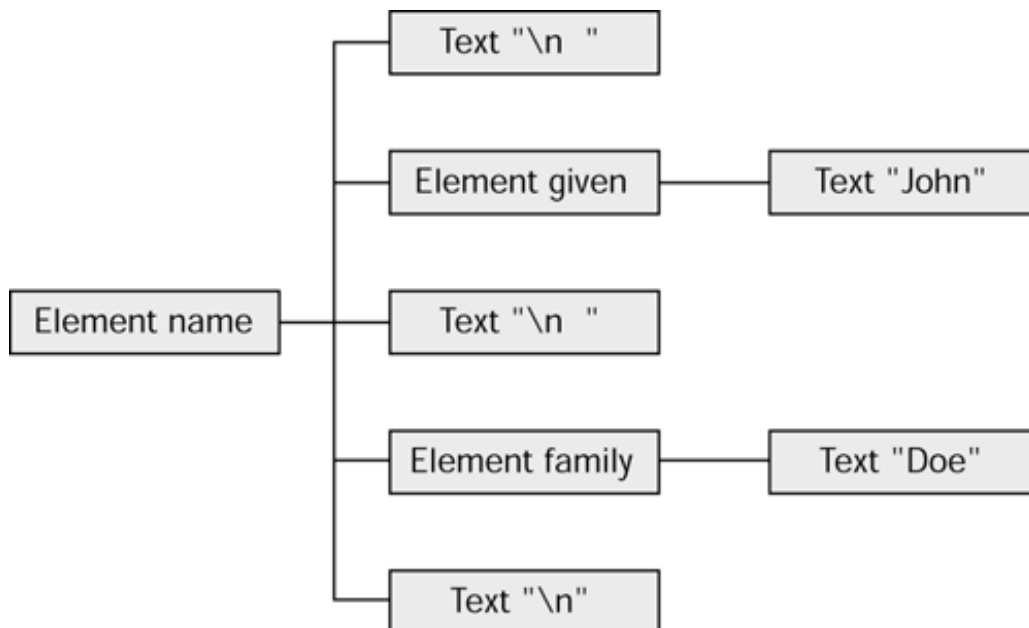 Text "\n  "
Element given
Text "John"
Element name
Text "\n  "
Element family
Text "Doe"
Text "\n"